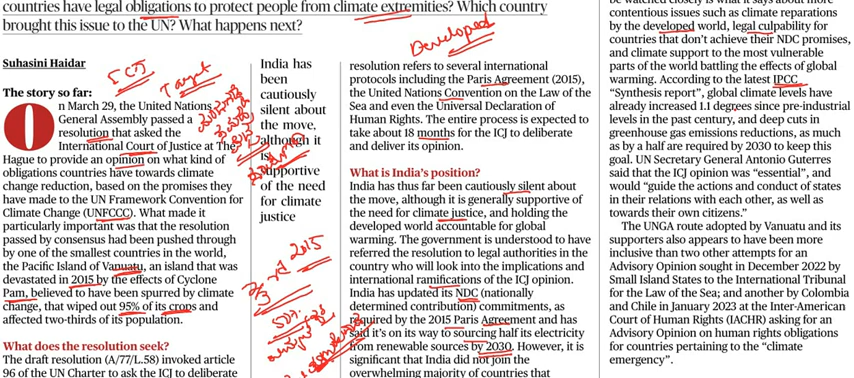 countries have legal obligations to protect people from climate extremities? Which country
brought this issue to the UN? What happens next?
Suhasini Haidar
The story so far:
On March 29, the United Nations
General Assembly passed a
resolution that asked the
International Court of Justice at The
Hague to provide an opinion on what kind of
obligations countries have towards climate
change reduction, based on the promises they
have made to the UN Framework Convention for
Climate Change (UNFCCC). What made it
particularly important was that the resolution
passed by consensus had been pushed through
by one of the smallest countries in the world,
the Pacific Island of Vanuatu, an island that was
devastated in 2015 by the effects of Cyclone
Pam, believed to have been spurred by climate
change, that wiped out 95% of its crops and
affected two-thirds of its population.
What does the resolution seek?
The draft resolution (A/77/L.58) invoked article
96 of the UN Charter to ask the ICJ to deliberate
ICJ
Target
India has
been
cautiously
silent about
the move,
although it
is
supportive
of the need
for climate
justice
2/3 rd 2015
50%
Developed
resolution refers to several international
protocols including the Paris Agreement (2015),
the United Nations Convention on the Law of the
Sea and even the Universal Declaration of
Human Rights. The entire process is expected to
take about 18 months for the ICJ to deliberate
and deliver its opinion.
What is India's position?
India has thus far been cautiously silent about
the move, although it is generally supportive of
the need for climate justice, and holding the
developed world accountable for global
warming. The government is understood to have
referred the resolution to legal authorities in the
country who will look into the implications and
international ramifications of the ICJ opinion.
India has updated its NDC (nationally
determined contribution) commitments, as
required by the 2015 Paris Agreement and has
said it's on its way to sourcing half its electricity
from renewable sources by 2030. However, it is
significant that India did not join the
overwhelming majority of countries that
be watched closely is what it says about more
contentious issues such as climate reparations
by the developed world, legal culpability for
countries that don't achieve their NDC promises,
and climate support to the most vulnerable
parts of the world battling the effects of global
warming. According to the latest IPCC
"Synthesis report", global climate levels have
already increased 1.1 degrees since pre-industrial
levels in the past century, and deep cuts in
greenhouse gas emissions reductions, as much
as by a half are required by 2030 to keep this
goal. UN Secretary General Antonio Guterres
said that the ICJ opinion was "essential", and
would "guide the actions and conduct of states
in their relations with each other, as well as
towards their own citizens."
The UNGA route adopted by Vanuatu and its
supporters also appears to have been more
inclusive than two other attempts for an
Advisory Opinion sought in December 2022 by
Small Island States to the International Tribunal
for the Law of the Sea; and another by Colombia
and Chile in January 2023 at the Inter-American
Court of Human Rights (IACHR) asking for an
Advisory Opinion on human rights obligations
for countries pertaining to the "climate
emergency".